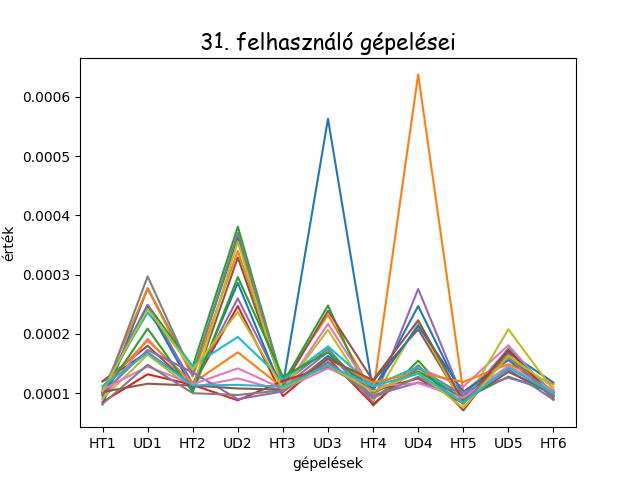 31. felhasználó gépelései
érték
0.0006
0.0005
0.0004
0.0003
0.0002
0.0001
HT1 UD1 HT2 UD2 HT3 UD3 HT4 UD4 HT5 UD5 HT6
gépelések